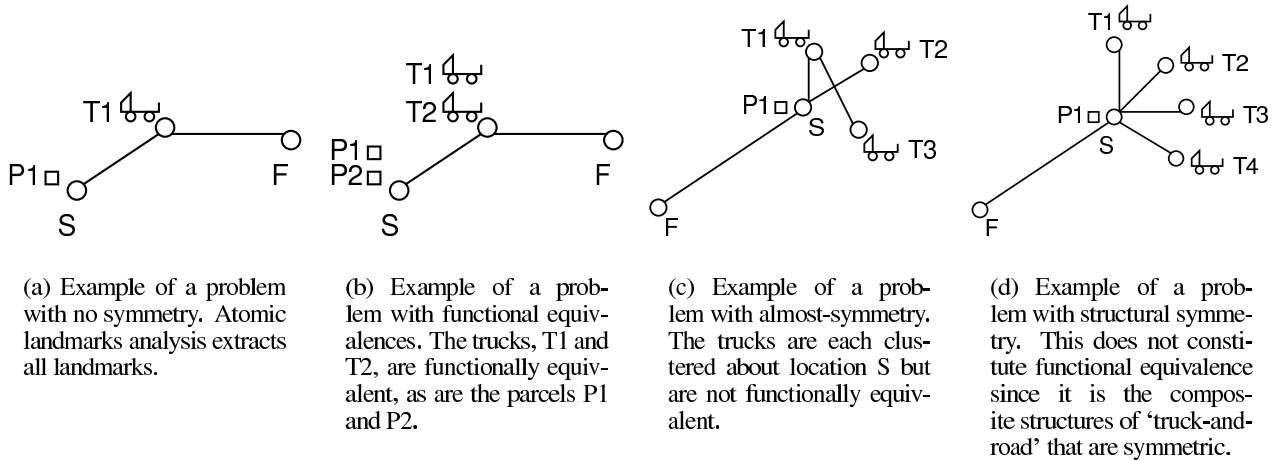 T1
P1
S
F
(a) Example of a problem
with no symmetry. Atomic
landmarks analysis extracts
all landmarks.
T1
T2
P1
P2
S
F
(b) Example of a prob-
lem with functional equiv-
alences. The trucks, T1 and
T2, are functionally equiv-
alent, as are the parcels P1
and P2.
T1
T2
P1
S
T3
F
(c) Example of a prob-
lem with almost-symmetry.
The trucks are each clus-
tered about location S but
are not functionally equiv-
alent.
T1
T2
P1
T3
S
T4
F
(d) Example of a prob-
lem with structural symme-
try. This does not consti-
tute functional equivalence
since it is the compos-
ite structures of ‘truck-and-
road’ that are symmetric.